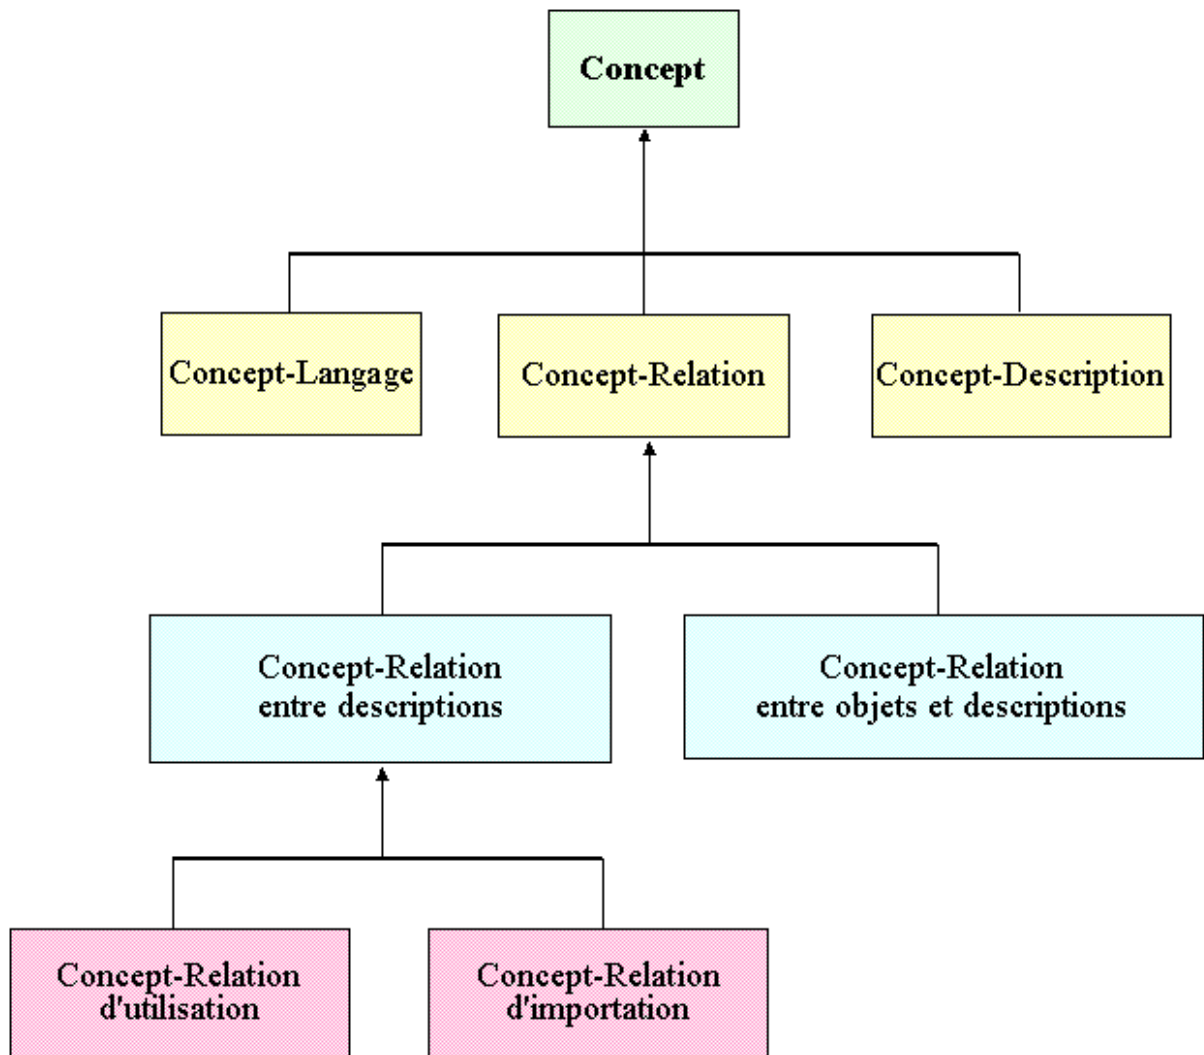 Concept
Concept-Langage
Concept-Relation
Concept-Description
Concept-Relation
entre descriptions
Concept-Relation
entre objets et descriptions
Concept-Relation
d'utilisation
Concept-Relation
d'importation